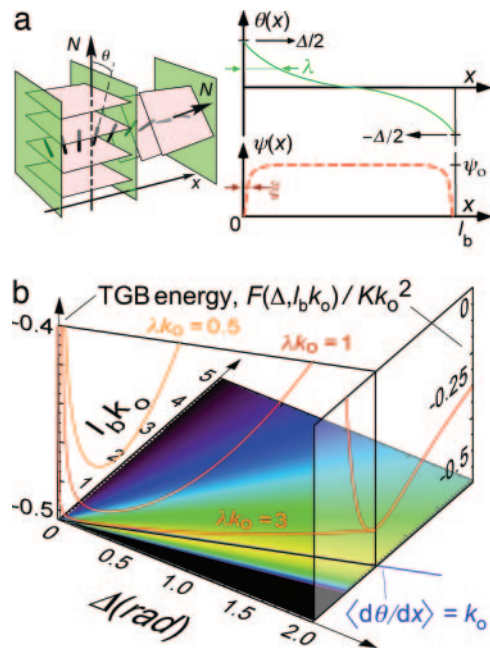 a
N
θ
N
x
θ(x)
Δ/2
λ
x
−Δ/2
ψ(x)
ψo
ξ
x
0
lb
b
TGB energy, F(Δ,lbko) / Kko²
-0.4
λko = 0.5
λko = 1
λko = 3
lbko
5
4
3
2
1
-0.5
0
0.5
1.0
1.5
2.0
Δ(rad)
0
-0.25
-0.5
⟨dθ/dx⟩ = ko